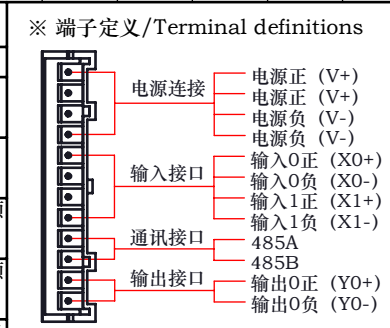 ※ 端子定义/Terminal definitions
电源连接
电源正 (V+)
电源正 (V+)
电源负 (V-)
电源负 (V-)
输入接口
输入0正 (X0+)
输入0负 (X0-)
输入1正 (X1+)
输入1负 (X1-)
通讯接口
485A
485B
输出接口
输出0正 (Y0+)
输出0负 (Y0-)